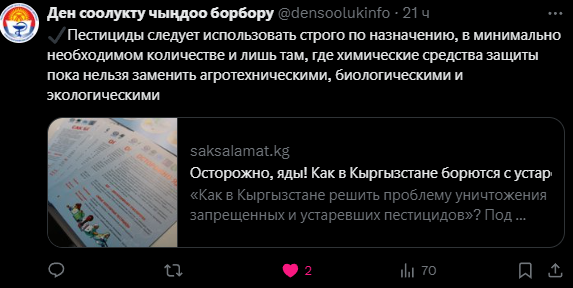 Ден соолукту чыңдоо борбору @densoolukinfo · 21 ч
✔Пестициды следует использовать строго по назначению, в минимально
необходимом количестве и лишь там, где химические средства защиты
пока нельзя заменить агротехническими, биологическими и
экологическими
saksalamat.kg
Осторожно, яды! Как в Кыргызстане борются с устаре
«Как в Кыргызстане решить проблему уничтожения
запрещенных и устаревших пестицидов»? Под ...
2
70